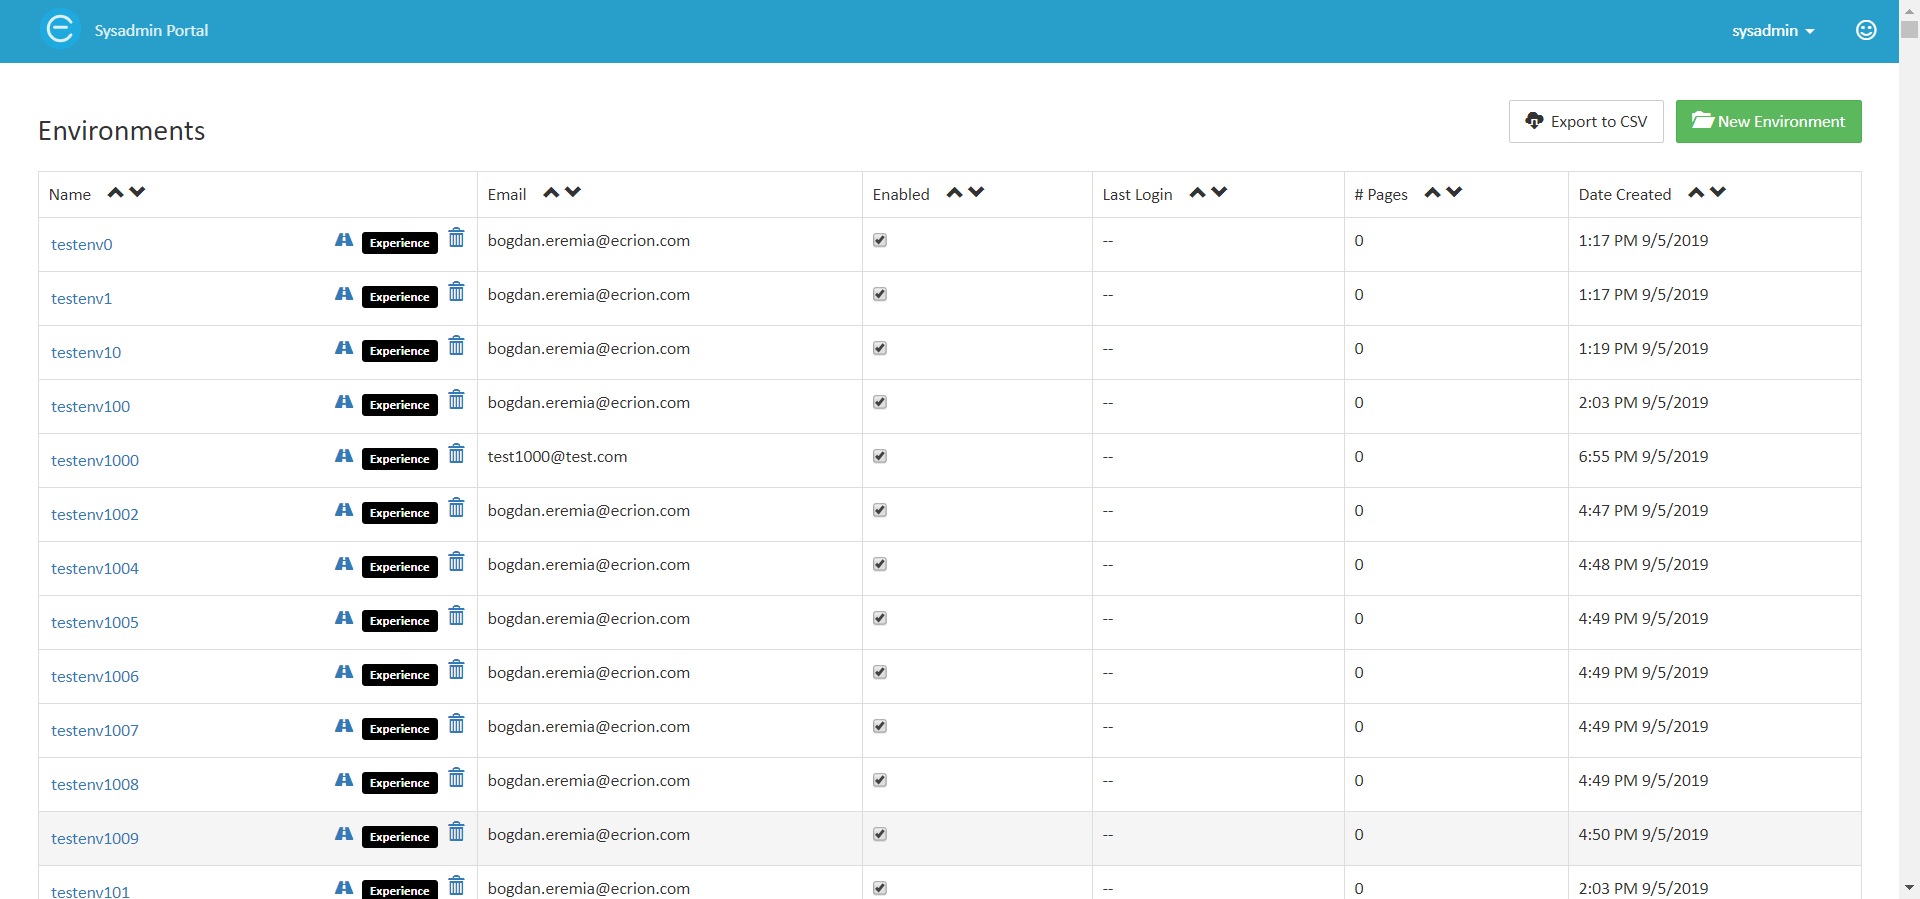 Sysadmin Portal
sysadmin
Environments
Export to CSV
New Environment
Name Email Enabled Last Login # Pages Date Created
testenv0 Experience bogdan.eremia@ecrion.com -- 0 1:17 PM 9/5/2019
testenv1 Experience bogdan.eremia@ecrion.com -- 0 1:17 PM 9/5/2019
testenv10 Experience bogdan.eremia@ecrion.com -- 0 1:19 PM 9/5/2019
testenv100 Experience bogdan.eremia@ecrion.com -- 0 2:03 PM 9/5/2019
testenv1000 Experience test1000@test.com -- 0 6:55 PM 9/5/2019
testenv1002 Experience bogdan.eremia@ecrion.com -- 0 4:47 PM 9/5/2019
testenv1004 Experience bogdan.eremia@ecrion.com -- 0 4:48 PM 9/5/2019
testenv1005 Experience bogdan.eremia@ecrion.com -- 0 4:49 PM 9/5/2019
testenv1006 Experience bogdan.eremia@ecrion.com -- 0 4:49 PM 9/5/2019
testenv1007 Experience bogdan.eremia@ecrion.com -- 0 4:49 PM 9/5/2019
testenv1008 Experience bogdan.eremia@ecrion.com -- 0 4:49 PM 9/5/2019
testenv1009 Experience bogdan.eremia@ecrion.com -- 0 4:50 PM 9/5/2019
testenv101 Experience bogdan.eremia@ecrion.com -- 0 2:03 PM 9/5/2019